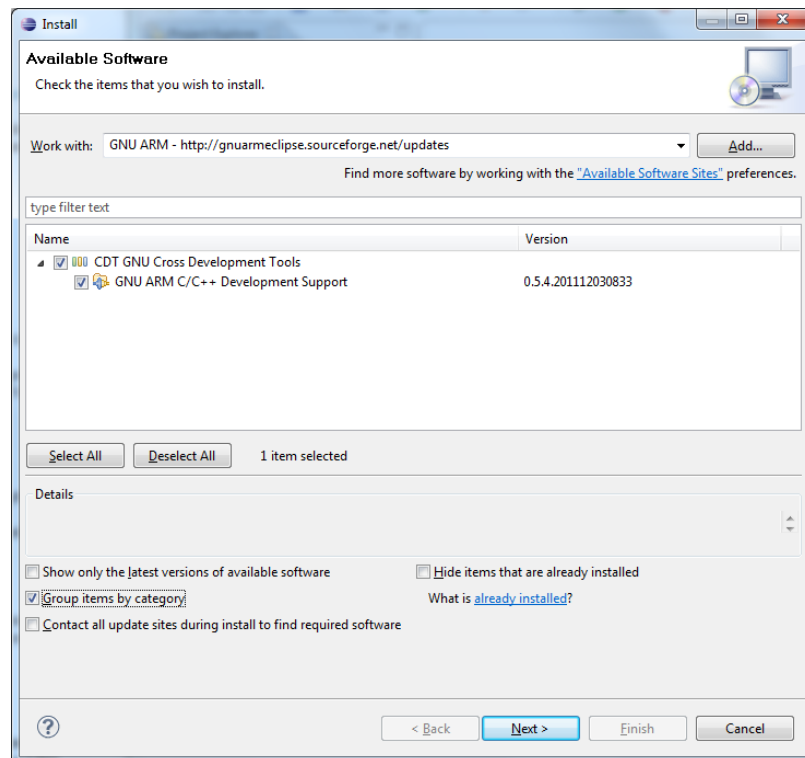 Install
Available Software
Check the items that you wish to install.
Work with: GNU ARM - http://gnuarmeclipse.sourceforge.net/updates Add...
Find more software by working with the "Available Software Sites" preferences.
type filter text
Name Version
CDT GNU Cross Development Tools
GNU ARM C/C++ Development Support 0.5.4.201112030833
Select All Deselect All 1 item selected
Details
Show only the latest versions of available software Hide items that are already installed
Group items by category What is already installed?
Contact all update sites during install to find required software
? < Back Next > Finish Cancel